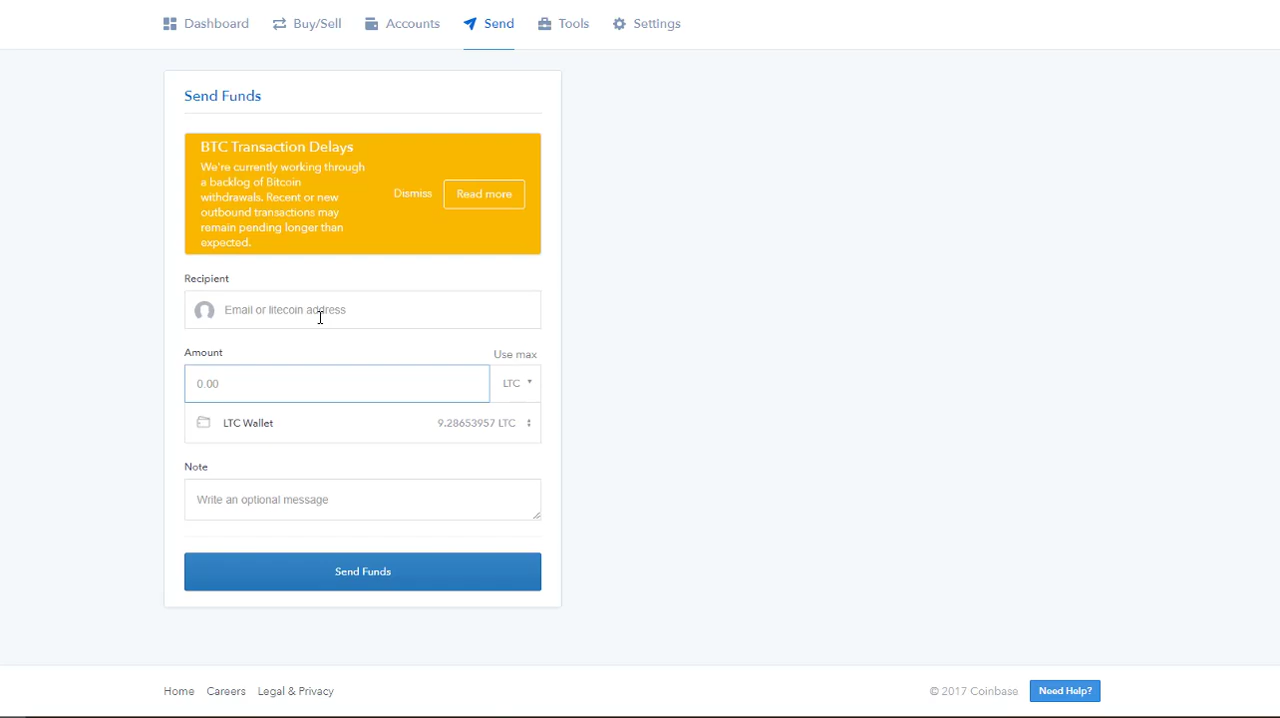 Dashboard Buy/Sell Accounts Send Tools Settings
Send Funds
BTC Transaction Delays
We're currently working through
a backlog of Bitcoin
withdrawals. Recent or new
outbound transactions may
remain pending longer than
expected.
Dismiss Read more
Recipient
Email or litecoin address
Amount Use max
0.00 LTC
LTC Wallet 9.28653957 LTC
Note
Write an optional message
Send Funds
Home Careers Legal & Privacy © 2017 Coinbase Need Help?